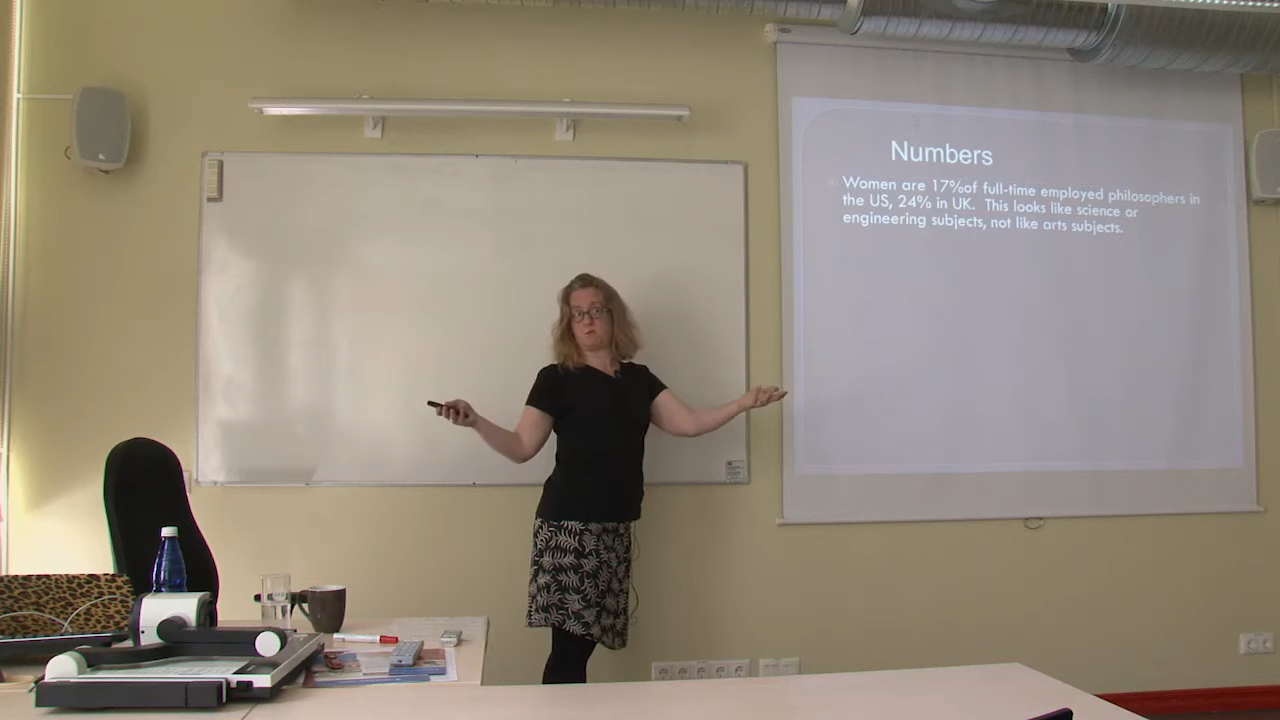 Numbers
Women are 17%of full-time employed philosophers in
the US, 24% in UK.  This looks like science or
engineering subjects, not like arts subjects.